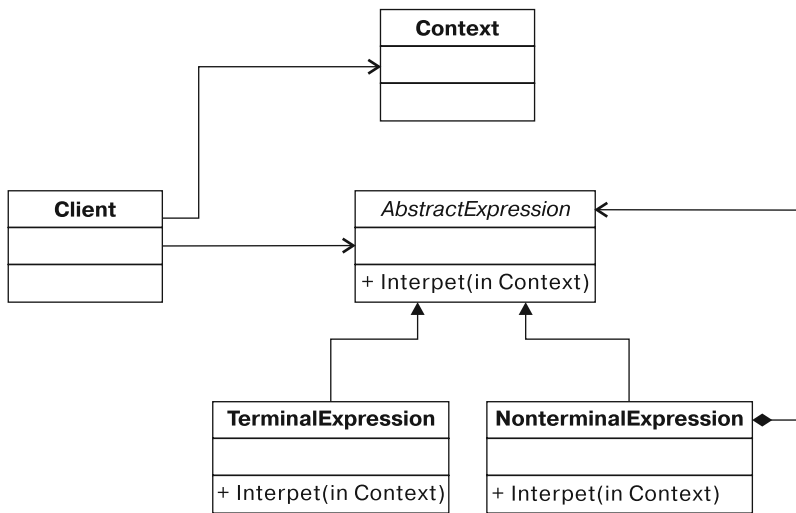 Context
Client
AbstractExpression
+ Interpet(in Context)
TerminalExpression
NonterminalExpression
+ Interpet(in Context)
+ Interpet(in Context)